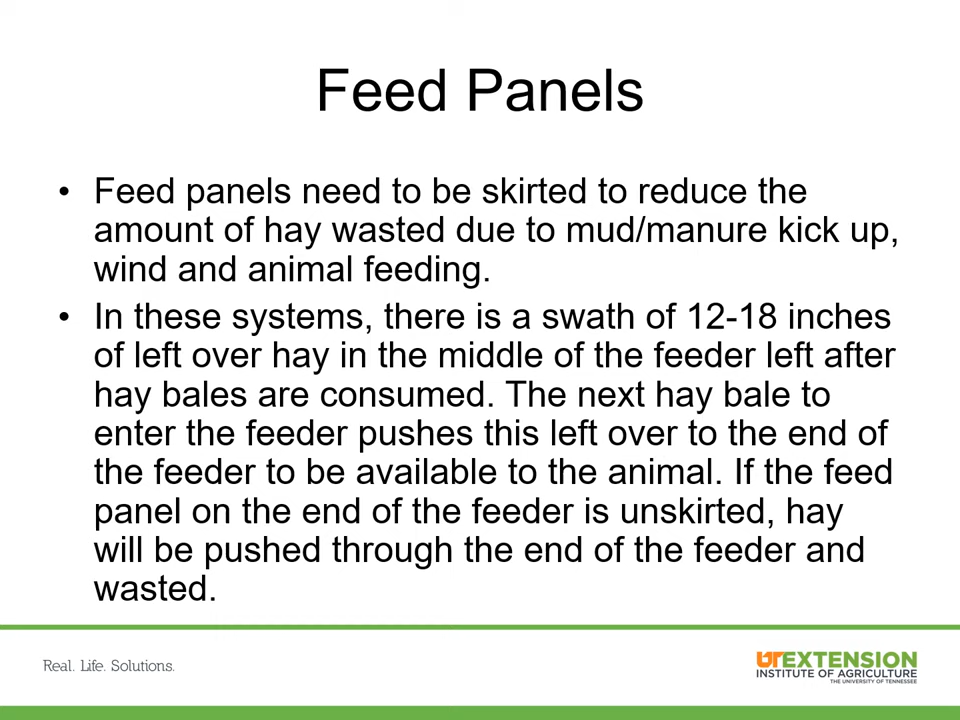 Feed Panels
• Feed panels need to be skirted to reduce the
amount of hay wasted due to mud/manure kick up,
wind and animal feeding.
• In these systems, there is a swath of 12-18 inches
of left over hay in the middle of the feeder left after
hay bales are consumed. The next hay bale to
enter the feeder pushes this left over to the end of
the feeder to be available to the animal. If the feed
panel on the end of the feeder is unskirted, hay
will be pushed through the end of the feeder and
wasted.
Real. Life. Solutions.
UTEXTENSION
INSTITUTE OF AGRICULTURE
THE UNIVERSITY OF TENNESSEE